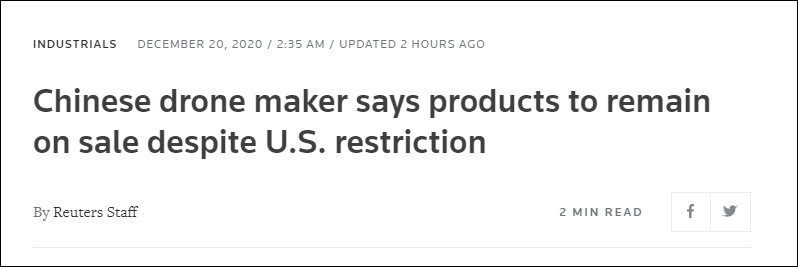 INDUSTRIALS DECEMBER 20, 2020 / 2:35 AM / UPDATED 2 HOURS AGO
Chinese drone maker says products to remain
on sale despite U.S. restriction
By Reuters Staff 2 MIN READ